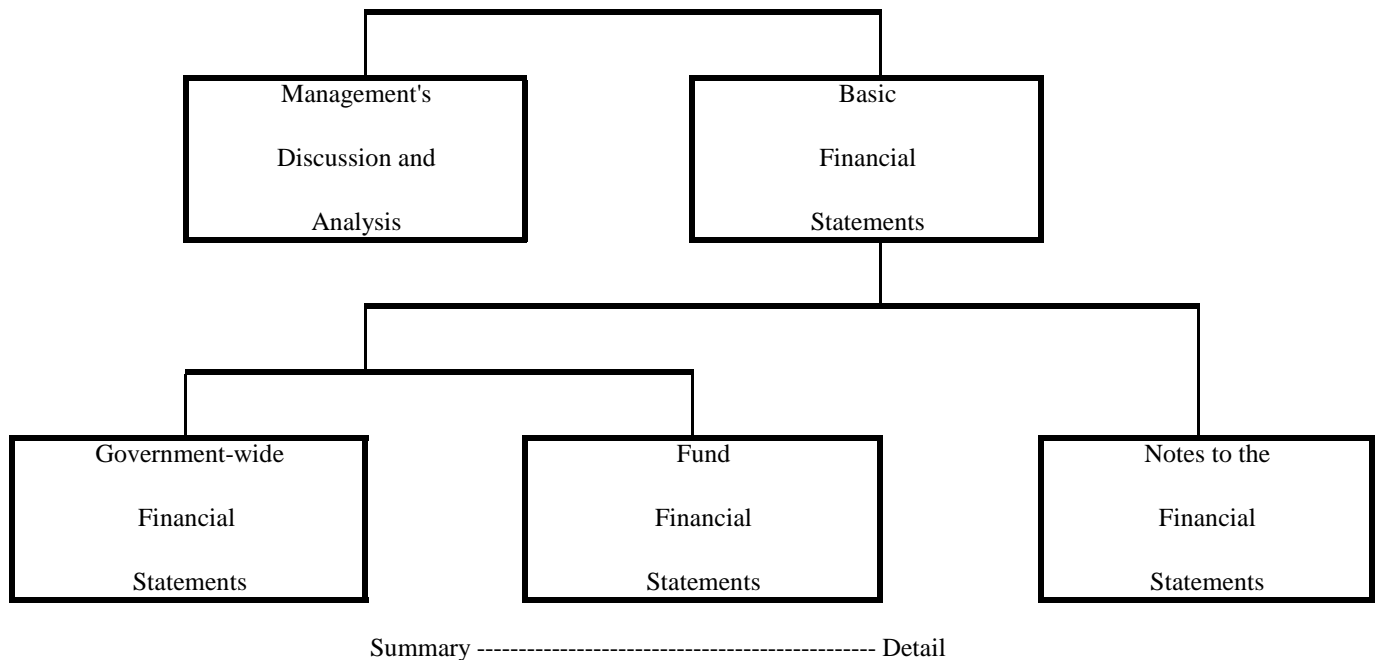 Management's
Discussion and
Analysis
Basic
Financial
Statements
Government-wide
Financial
Statements
Fund
Financial
Statements
Notes to the
Financial
Statements
Summary ------------------------------------------------ Detail